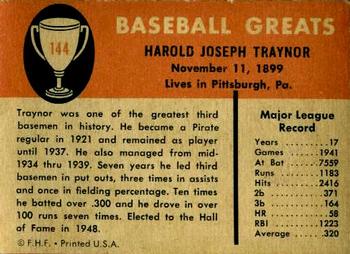 144
BASEBALL GREATS
HAROLD JOSEPH TRAYNOR
November 11, 1899
Lives in Pittsburgh, Pa.
Traynor was one of the greatest third
basemen in history. He became a Pirate
regular in 1921 and remained as player
until 1937. He also managed from mid-
1934 thru 1939. Seven years he led third
basemen in put outs, three times in assists
and once in fielding percentage. Ten times
he batted over .300 and he drove in over
100 runs seven times. Elected to the Hall
of Fame in 1948.
© F.H.F. • Printed U.S.A.
Major League
Record
Years - 17
Games - 1941
At Bat - 7559
Runs - 1183
Hits - 2416
2b - 371
3b - 164
HR - 58
RBI - 1223
Average - .320